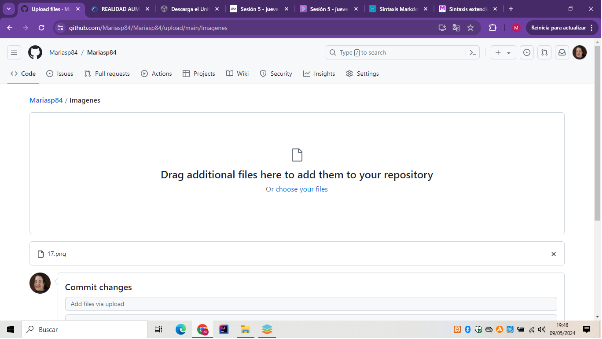 Upload files - M
REALIDAD AUM
Descarga el Uni
Sesión 5 - jueve
Sesión 5 - jueve
Sintaxis Markdo
Sintaxis extendi
github.com/Mariasp84/Mariasp84/upload/main/Imagenes
M
Reinicia para actualizar
Mariasp84 / Mariasp84
Type / to search
Code
Issues
Pull requests
Actions
Projects
Wiki
Security
Insights
Settings
Mariasp84 / Imagenes
Drag additional files here to add them to your repository
Or choose your files
17.png
Commit changes
Add files via upload
Buscar
19:46
09/05/2024